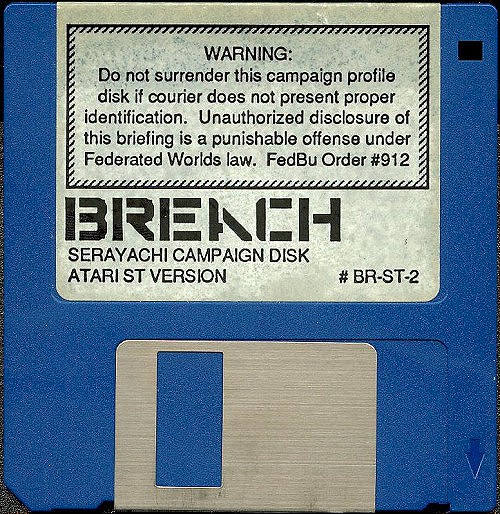 WARNING:
Do not surrender this campaign profile
disk if courier does not present proper
identification. Unauthorized disclosure of
this briefing is a punishable offense under
Federated Worlds law. FedBu Order #912
BREACH
SERAYACHI CAMPAIGN DISK
ATARI ST VERSION # BR-ST-2